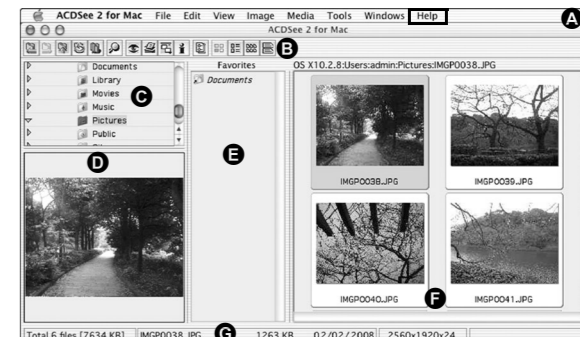 ACDSee 2 for Mac File Edit View Image Media Tools Windows Help A
ACDSee 2 for Mac
B
Documents
Library
Movies
Music
Pictures
Public
C
Favorites
Documents
E
OS X10.2.8:Users:admin:Pictures:IMGP0038.JPG
D
IMGP0038.JPG IMGP0039.JPG
IMGP0040.JPG IMGP0041.JPG
F
Total 6 files [7634 KB] IMGP0038.JPG G 1263 KB 02/02/2008 2560x1920x24